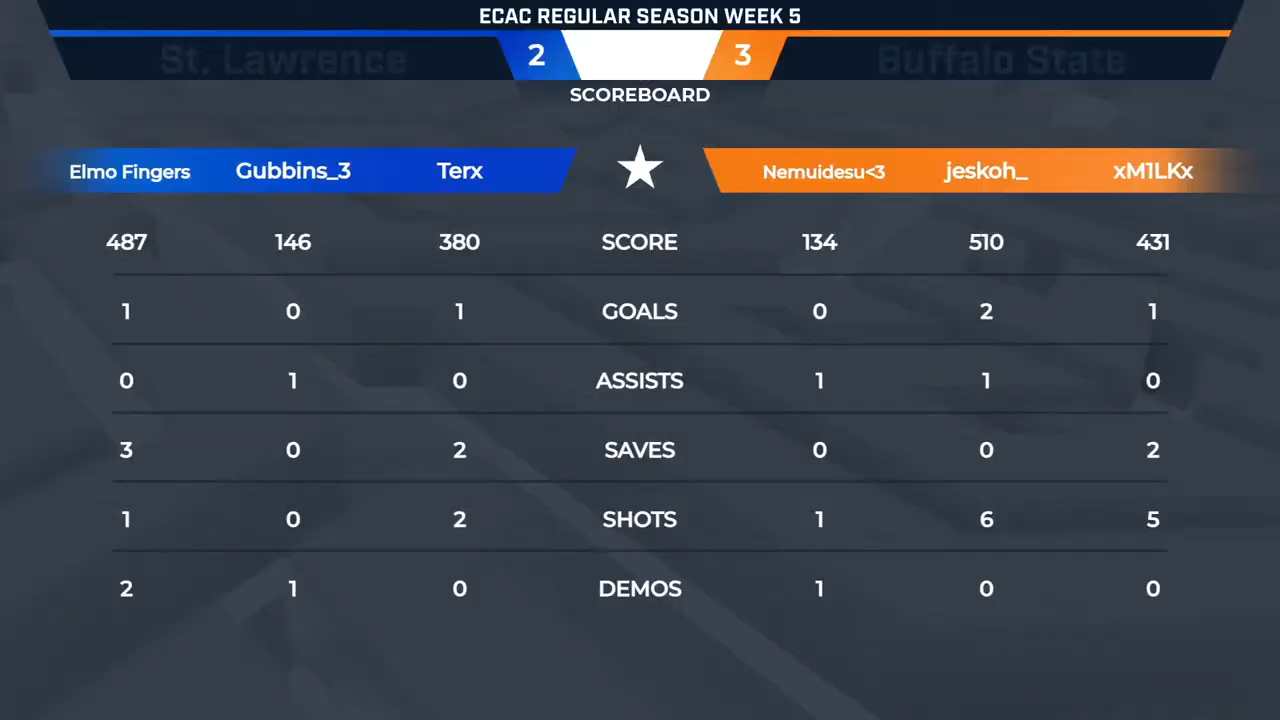 ECAC REGULAR SEASON WEEK 5
St. Lawrence 2 3 Buffalo State
SCOREBOARD
Elmo Fingers Gubbins_3 Terx Nemuidesu<3 jeskoh_ xM1LKx
487 146 380 SCORE 134 510 431
1 0 1 GOALS 0 2 1
0 1 0 ASSISTS 1 1 0
3 0 2 SAVES 0 0 2
1 0 2 SHOTS 1 6 5
2 1 0 DEMOS 1 0 0